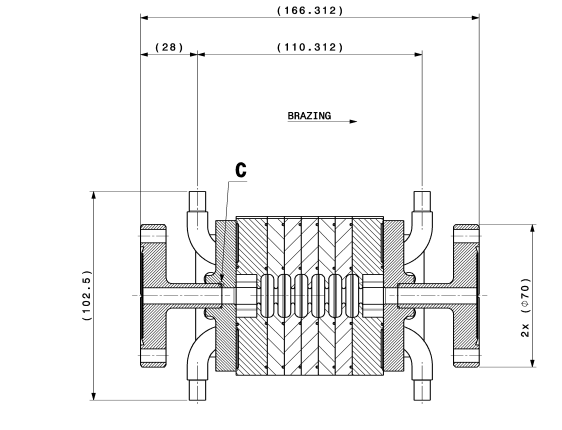 (166.312)
(28)
(110.312)
BRAZING
C
(102.5)
2x (⌀70)